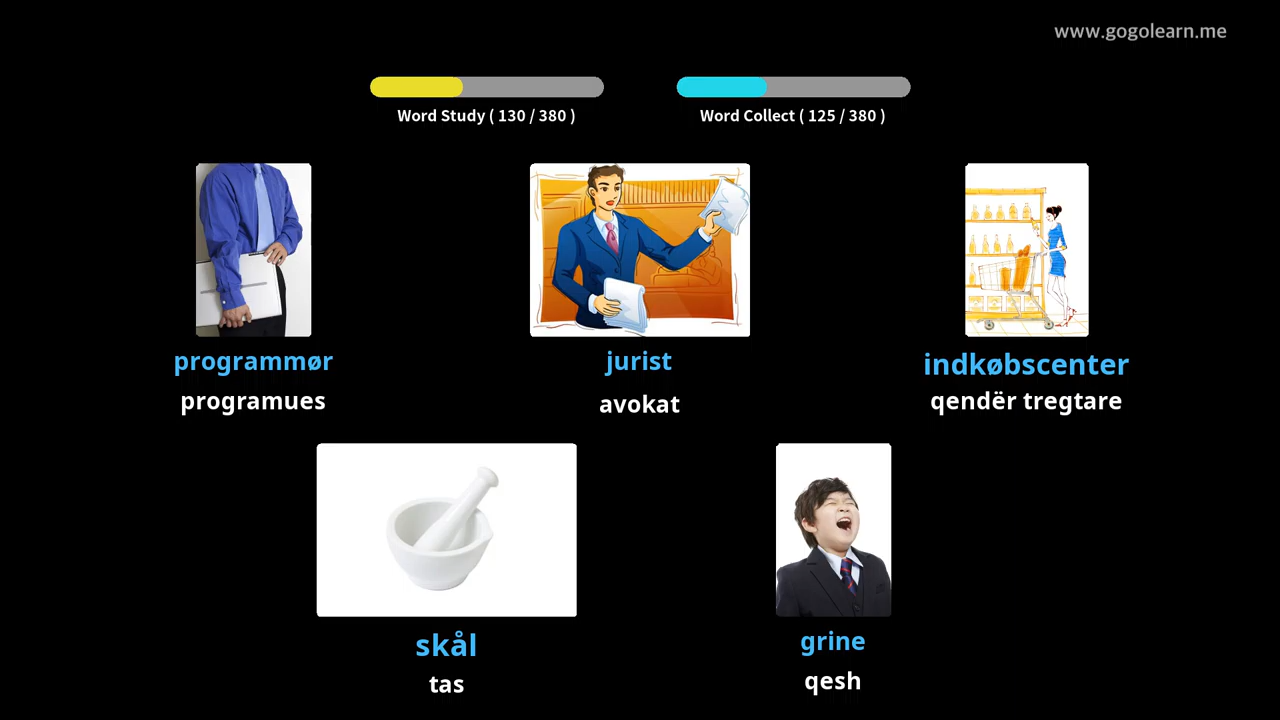 www.gogolearn.me
Word Study ( 130 / 380 )
Word Collect ( 125 / 380 )
programmør
programues
jurist
avokat
indkøbscenter
qendër tregtare
skål
tas
grine
qesh